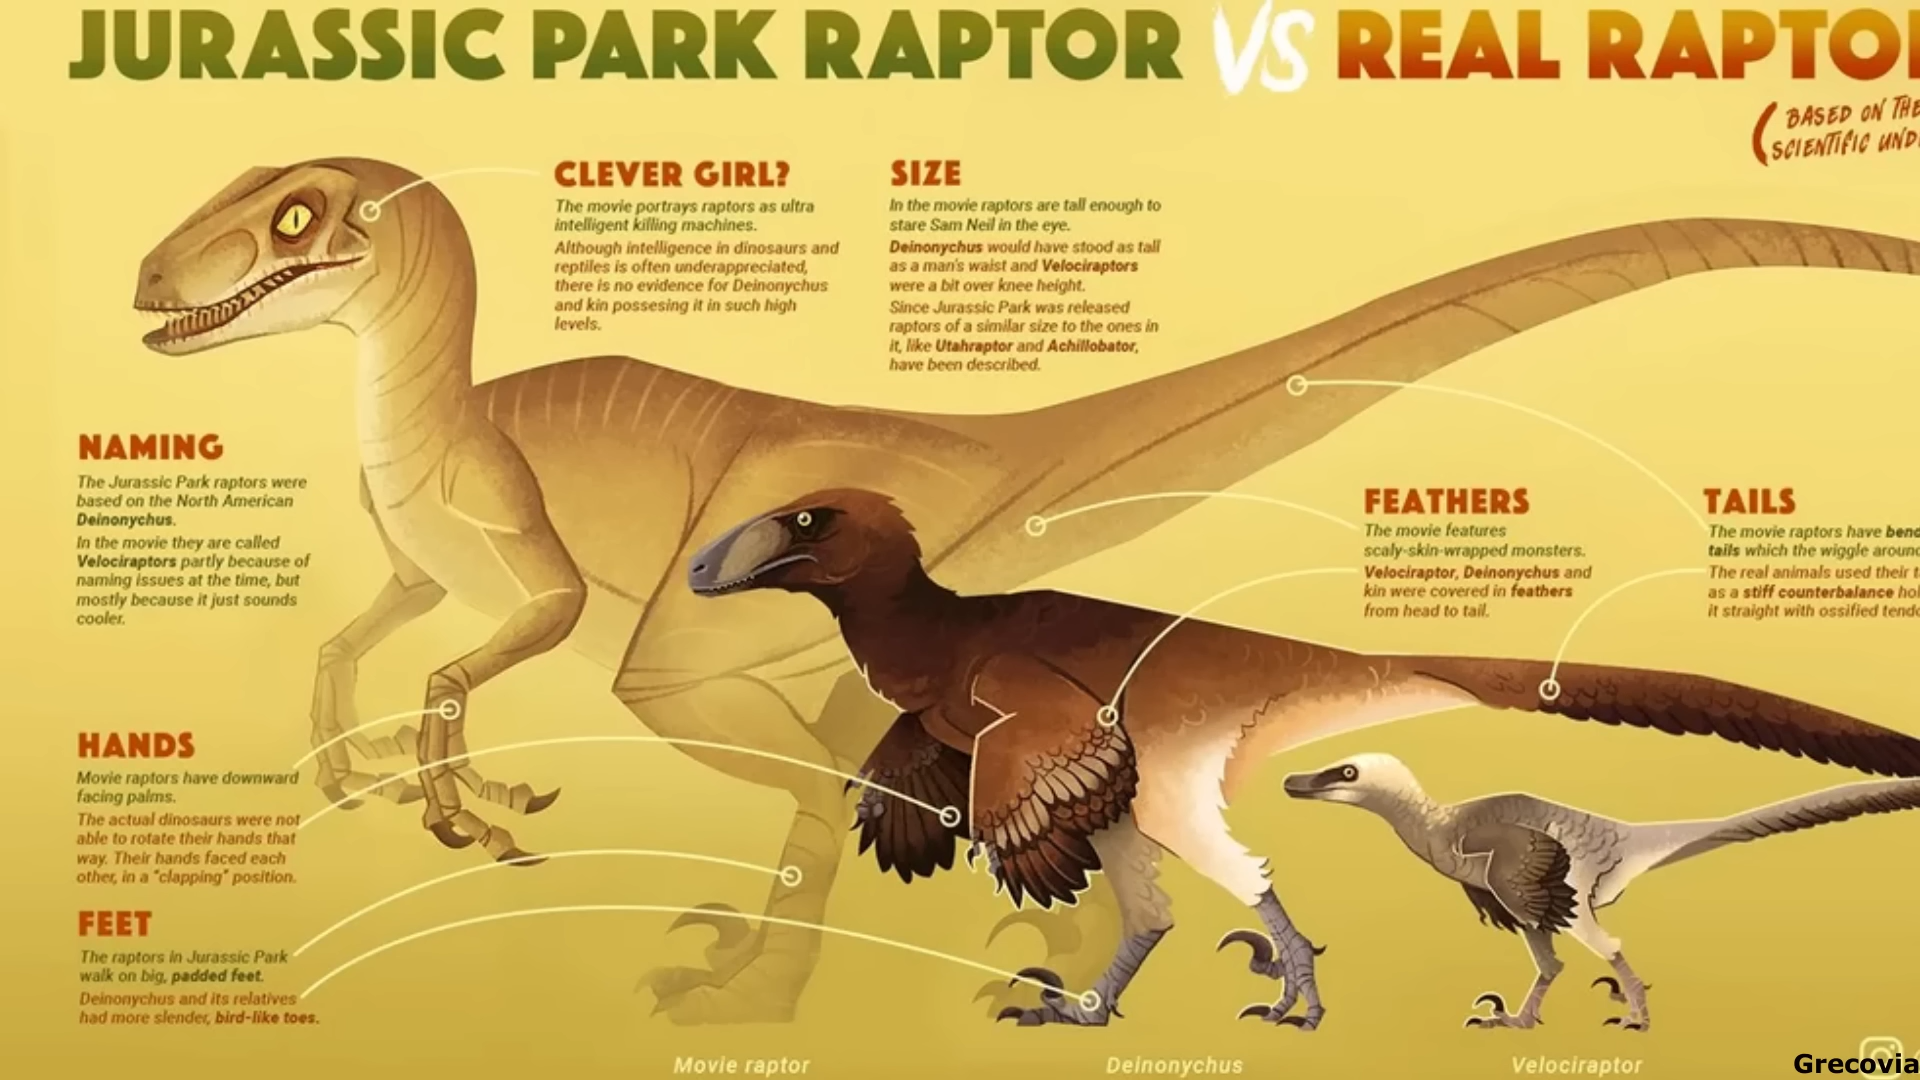 JURASSIC PARK RAPTOR VS REAL RAPTO
(BASED ON THE
SCIENTIFIC UND
CLEVER GIRL?
The movie portrays raptors as ultra
intelligent killing machines.
Although intelligence in dinosaurs and
reptiles is often underappreciated,
there is no evidence for Deinonychus
and kin possesing it in such high
levels.
SIZE
In the movie raptors are tall enough to
stare Sam Neil in the eye.
Deinonychus would have stood as tall
as a man's waist and Velociraptors
were a bit over knee height.
Since Jurassic Park was released
raptors of a similar size to the ones in
it, like Utahraptor and Achillobator,
have been described.
NAMING
The Jurassic Park raptors were
based on the North American
Deinonychus.
In the movie they are called
Velociraptors partly because of
naming issues at the time, but
mostly because it just sounds
cooler.
FEATHERS
The movie features
scaly-skin-wrapped monsters.
Velociraptor, Deinonychus and
kin were covered in feathers
from head to tail.
TAILS
The movie raptors have bend
tails which the wiggle around
The real animals used their t
as a stiff counterbalance hol
it straight with ossified tendo
HANDS
Movie raptors have downward
facing palms.
The actual dinosaurs were not
able to rotate their hands that
way. Their hands faced each
other, in a "clapping" position.
FEET
The raptors in Jurassic Park
walk on big, padded feet.
Deinonychus and its relatives
had more slender, bird-like toes.
Movie raptor
Deinonychus
Velociraptor
Grecovia